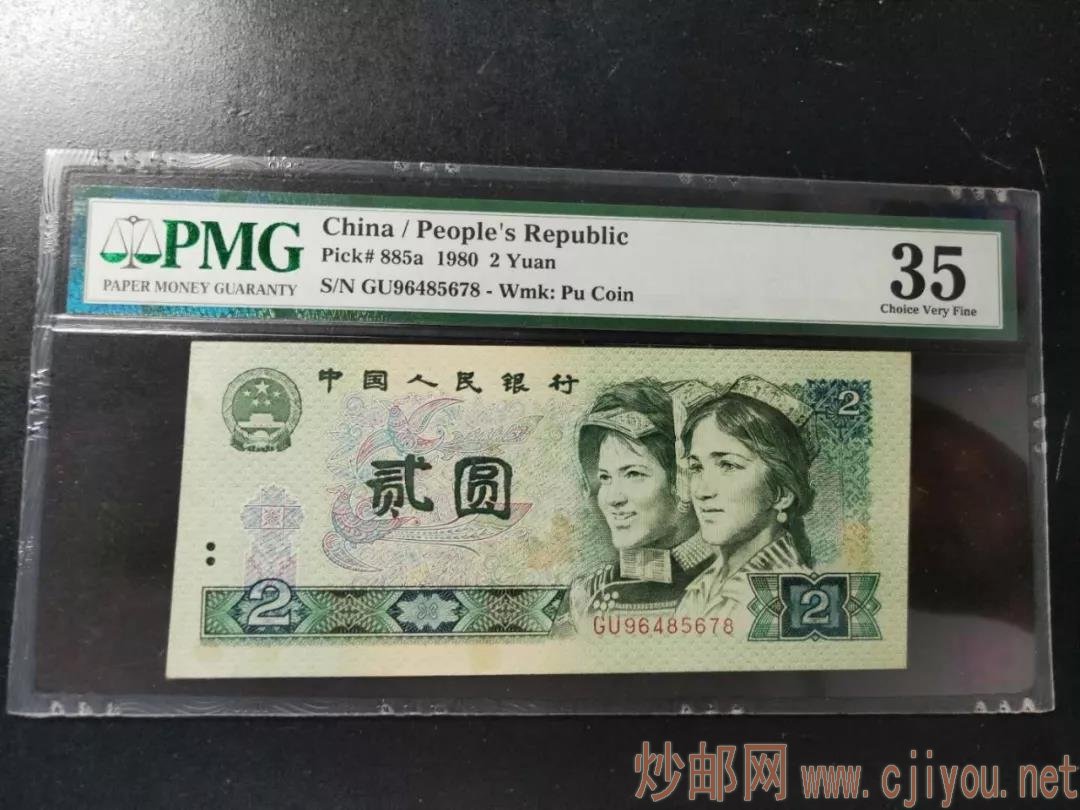 PMG
PAPER MONEY GUARANTY
China / People's Republic
Pick# 885a 1980 2 Yuan
S/N GU96485678 - Wmk: Pu Coin
35
Choice Very Fine
中国人民银行
2
贰圆
2
GU96485678
2
炒邮网 www.cjiyou.net